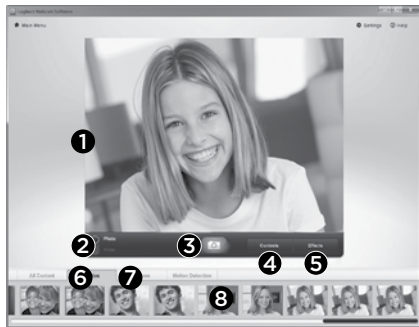 Logitech Webcam Software
Main Menu
Settings
Help
1
2
Photo
3
Controls
4
Effects
5
All Content
6
7
Motion Detection
8